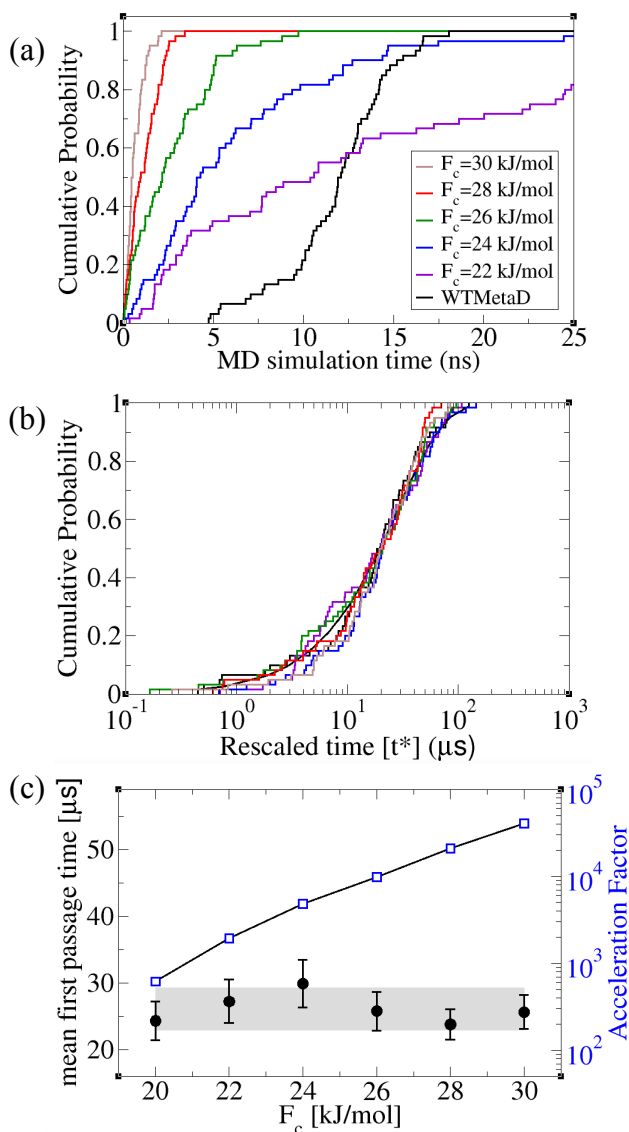 (a)
Cumulative Probability
1
0.8
0.6
0.4
0.2
0
F_c=30 kJ/mol
F_c=28 kJ/mol
F_c=26 kJ/mol
F_c=24 kJ/mol
F_c=22 kJ/mol
WTMetaD
0 5 10 15 20 25
MD simulation time (ns)
(b)
Cumulative Probability
1
0.8
0.6
0.4
0.2
0
10^-1 10^0 10^1 10^2 10^3
Rescaled time [t*] (μs)
(c)
mean first passage time [μs]
50
40
30
20
10^5
10^4
10^3
10^2
Acceleration Factor
20 22 24 26 28 30
F_c [kJ/mol]